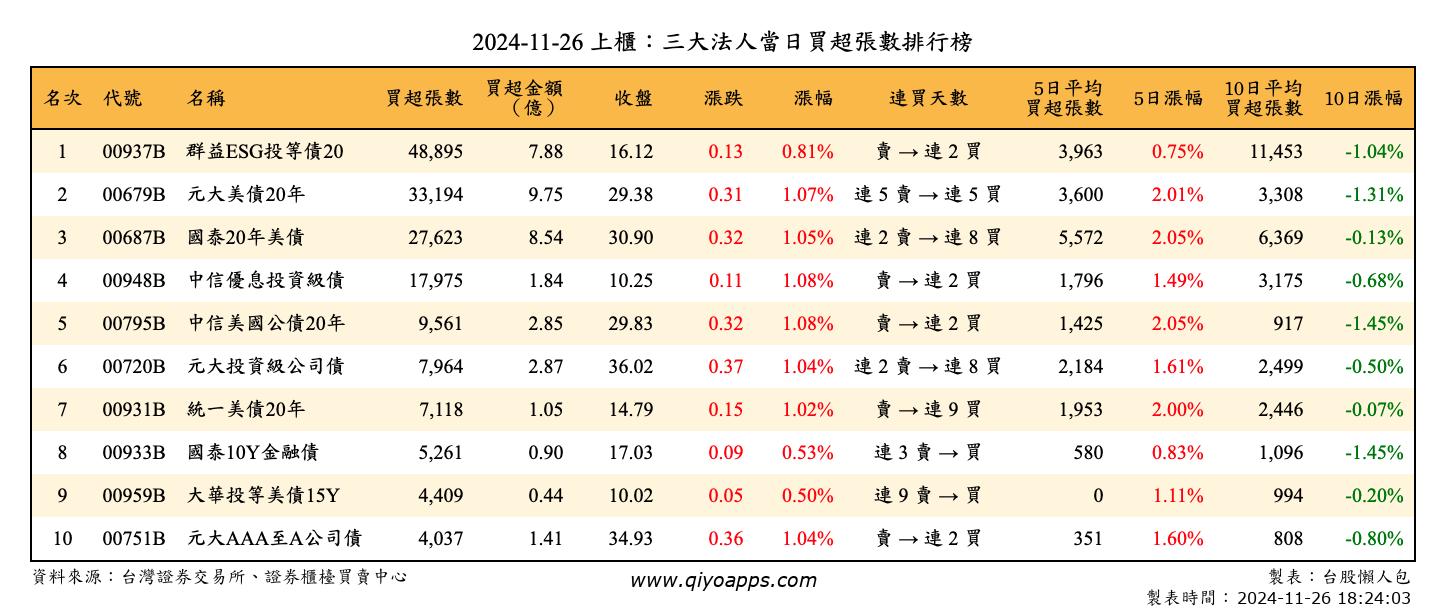 2024-11-26 上櫃：三大法人當日買超張數排行榜
名次 代號 名稱 買超張數 買超金額（億） 收盤 漲跌 漲幅 連買天數 5日平均買超張數 5日漲幅 10日平均買超張數 10日漲幅
1 00937B 群益ESG投等債20 48,895 7.88 16.12 0.13 0.81% 賣 → 連 2 買 3,963 0.75% 11,453 -1.04%
2 00679B 元大美債20年 33,194 9.75 29.38 0.31 1.07% 連 5 賣 → 連 5 買 3,600 2.01% 3,308 -1.31%
3 00687B 國泰20年美債 27,623 8.54 30.90 0.32 1.05% 連 2 賣 → 連 8 買 5,572 2.05% 6,369 -0.13%
4 00948B 中信優息投資級債 17,975 1.84 10.25 0.11 1.08% 賣 → 連 2 買 1,796 1.49% 3,175 -0.68%
5 00795B 中信美國公債20年 9,561 2.85 29.83 0.32 1.08% 賣 → 連 2 買 1,425 2.05% 917 -1.45%
6 00720B 元大投資級公司債 7,964 2.87 36.02 0.37 1.04% 連 2 賣 → 連 8 買 2,184 1.61% 2,499 -0.50%
7 00931B 統一美債20年 7,118 1.05 14.79 0.15 1.02% 賣 → 連 9 買 1,953 2.00% 2,446 -0.07%
8 00933B 國泰10Y金融債 5,261 0.90 17.03 0.09 0.53% 連 3 賣 → 買 580 0.83% 1,096 -1.45%
9 00959B 大華投等美債15Y 4,409 0.44 10.02 0.05 0.50% 連 9 賣 → 買 0 1.11% 994 -0.20%
10 00751B 元大AAA至A公司債 4,037 1.41 34.93 0.36 1.04% 賣 → 連 2 買 351 1.60% 808 -0.80%
資料來源：台灣證券交易所、證券櫃檯買賣中心 www.qiyoapps.com 製表：台股懶人包
製表時間：2024-11-26 18:24:03